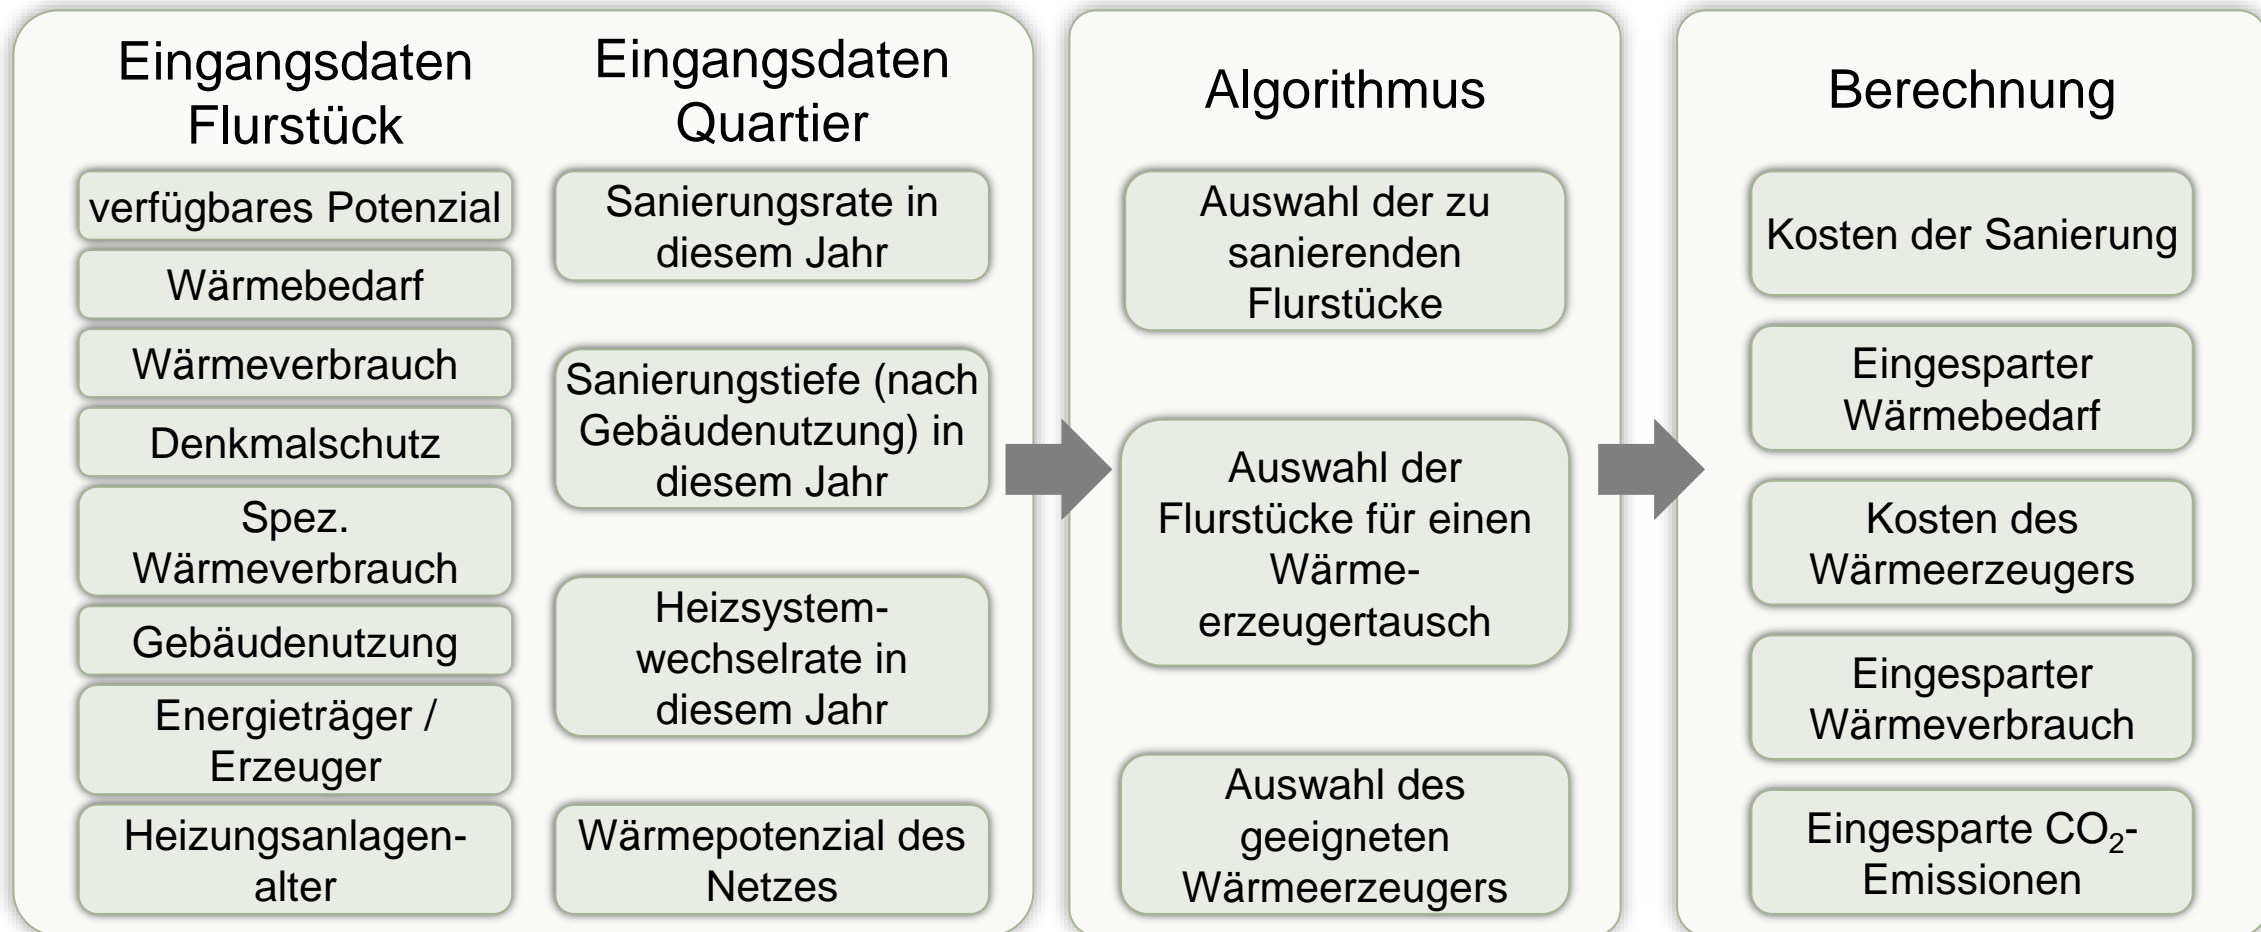 Eingangsdaten
Flurstück
verfügbares Potenzial
Wärmebedarf
Wärmeverbrauch
Denkmalschutz
Spez.
Wärmeverbrauch
Gebäudenutzung
Energieträger /
Erzeuger
Heizungsanlagen-
alter
Eingangsdaten
Quartier
Sanierungsrate in
diesem Jahr
Sanierungstiefe (nach
Gebäudenutzung) in
diesem Jahr
Heizsystem-
wechselrate in
diesem Jahr
Wärmepotenzial des
Netzes
Algorithmus
Auswahl der zu
sanierenden
Flurstücke
Auswahl der
Flurstücke für einen
Wärme-
erzeugertausch
Auswahl des
geeigneten
Wärmeerzeugers
Berechnung
Kosten der Sanierung
Eingesparter
Wärmebedarf
Kosten des
Wärmeerzeugers
Eingesparter
Wärmeverbrauch
Eingesparte CO₂-
Emissionen